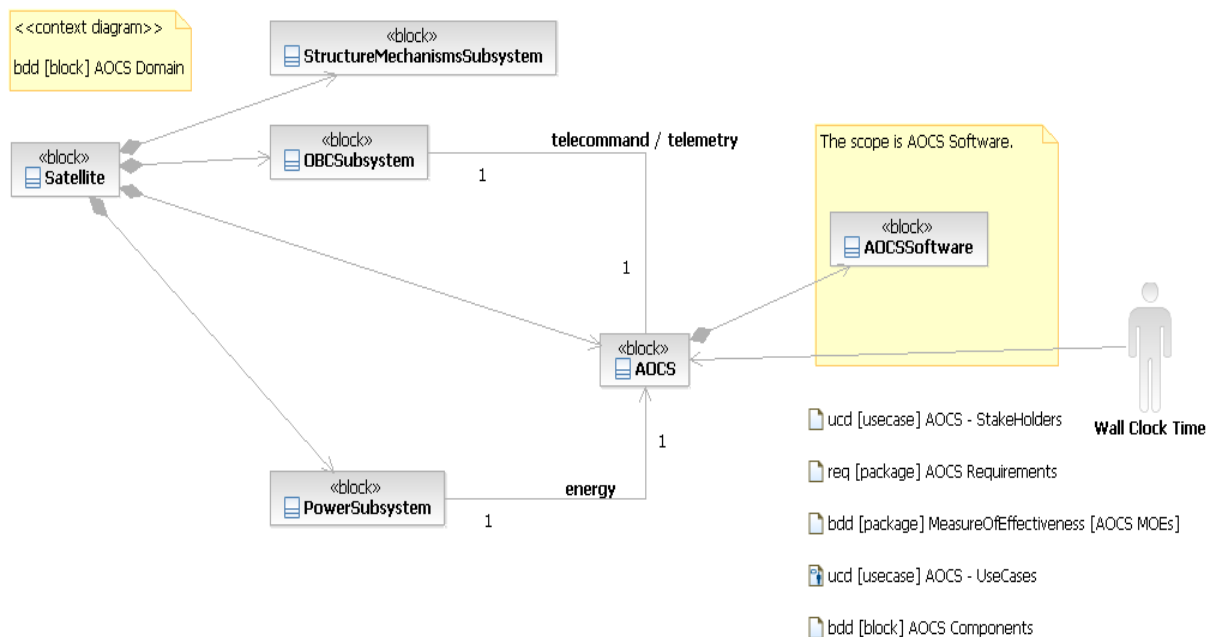 <<context diagram>>
bdd [block] AOCS Domain
«block»
StructureMechanismsSubsystem
«block»
OBCSubsystem
telecommand / telemetry
1
1
The scope is AOCS Software.
«block»
Satellite
«block»
AOCSSoftware
«block»
AOCS
Wall Clock Time
1
«block»
PowerSubsystem
energy
1
ucd [usecase] AOCS - StakeHolders
req [package] AOCS Requirements
bdd [package] MeasureOfEffectiveness [AOCS MOEs]
ucd [usecase] AOCS - UseCases
bdd [block] AOCS Components